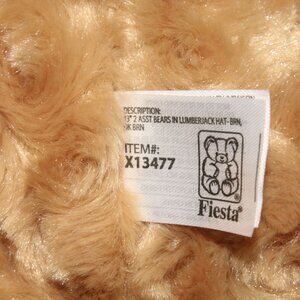 DESCRIPTION:
13" 2 ASST BEARS IN LUMBERJACK HAT- BRN,
BRN
ITEM#:
X13477
Fiesta®